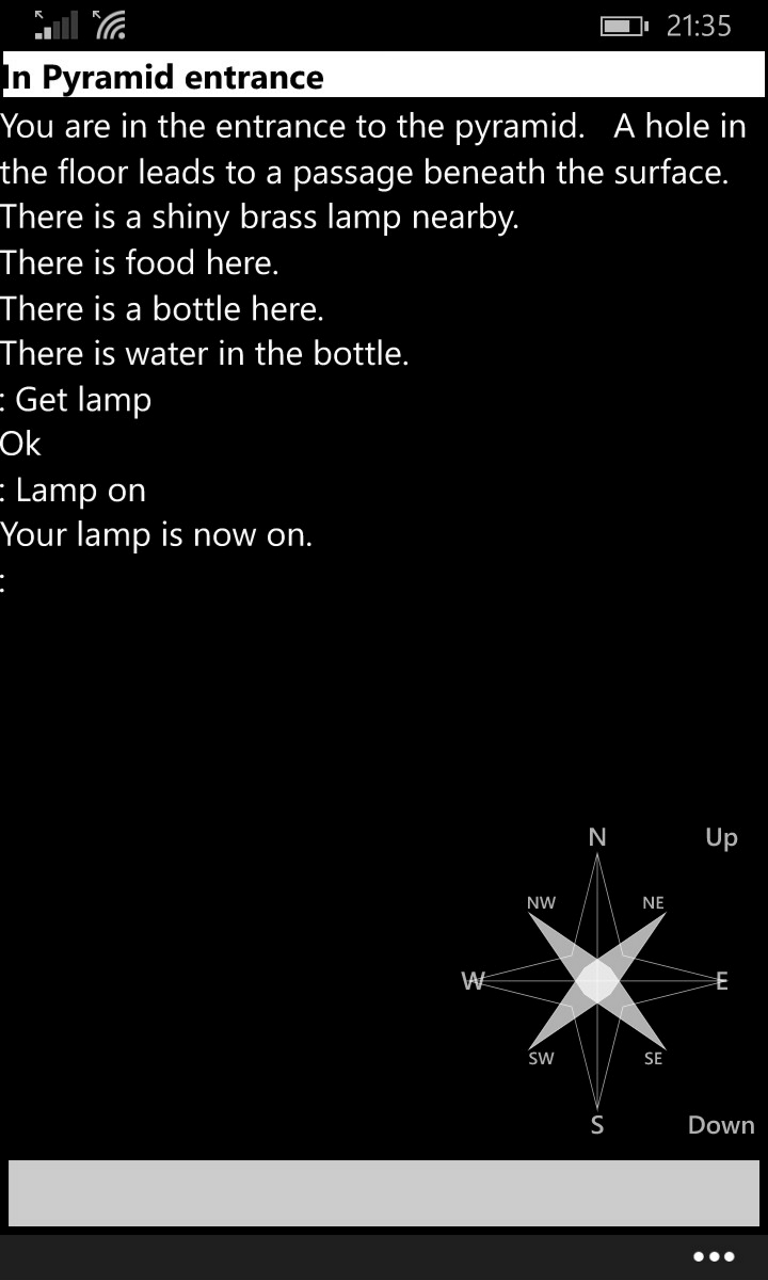 21:35
In Pyramid entrance
You are in the entrance to the pyramid.   A hole in
the floor leads to a passage beneath the surface.
There is a shiny brass lamp nearby.
There is food here.
There is a bottle here.
There is water in the bottle.
: Get lamp
Ok
: Lamp on
Your lamp is now on.
:
N Up
NW NE
W E
SW SE
S Down